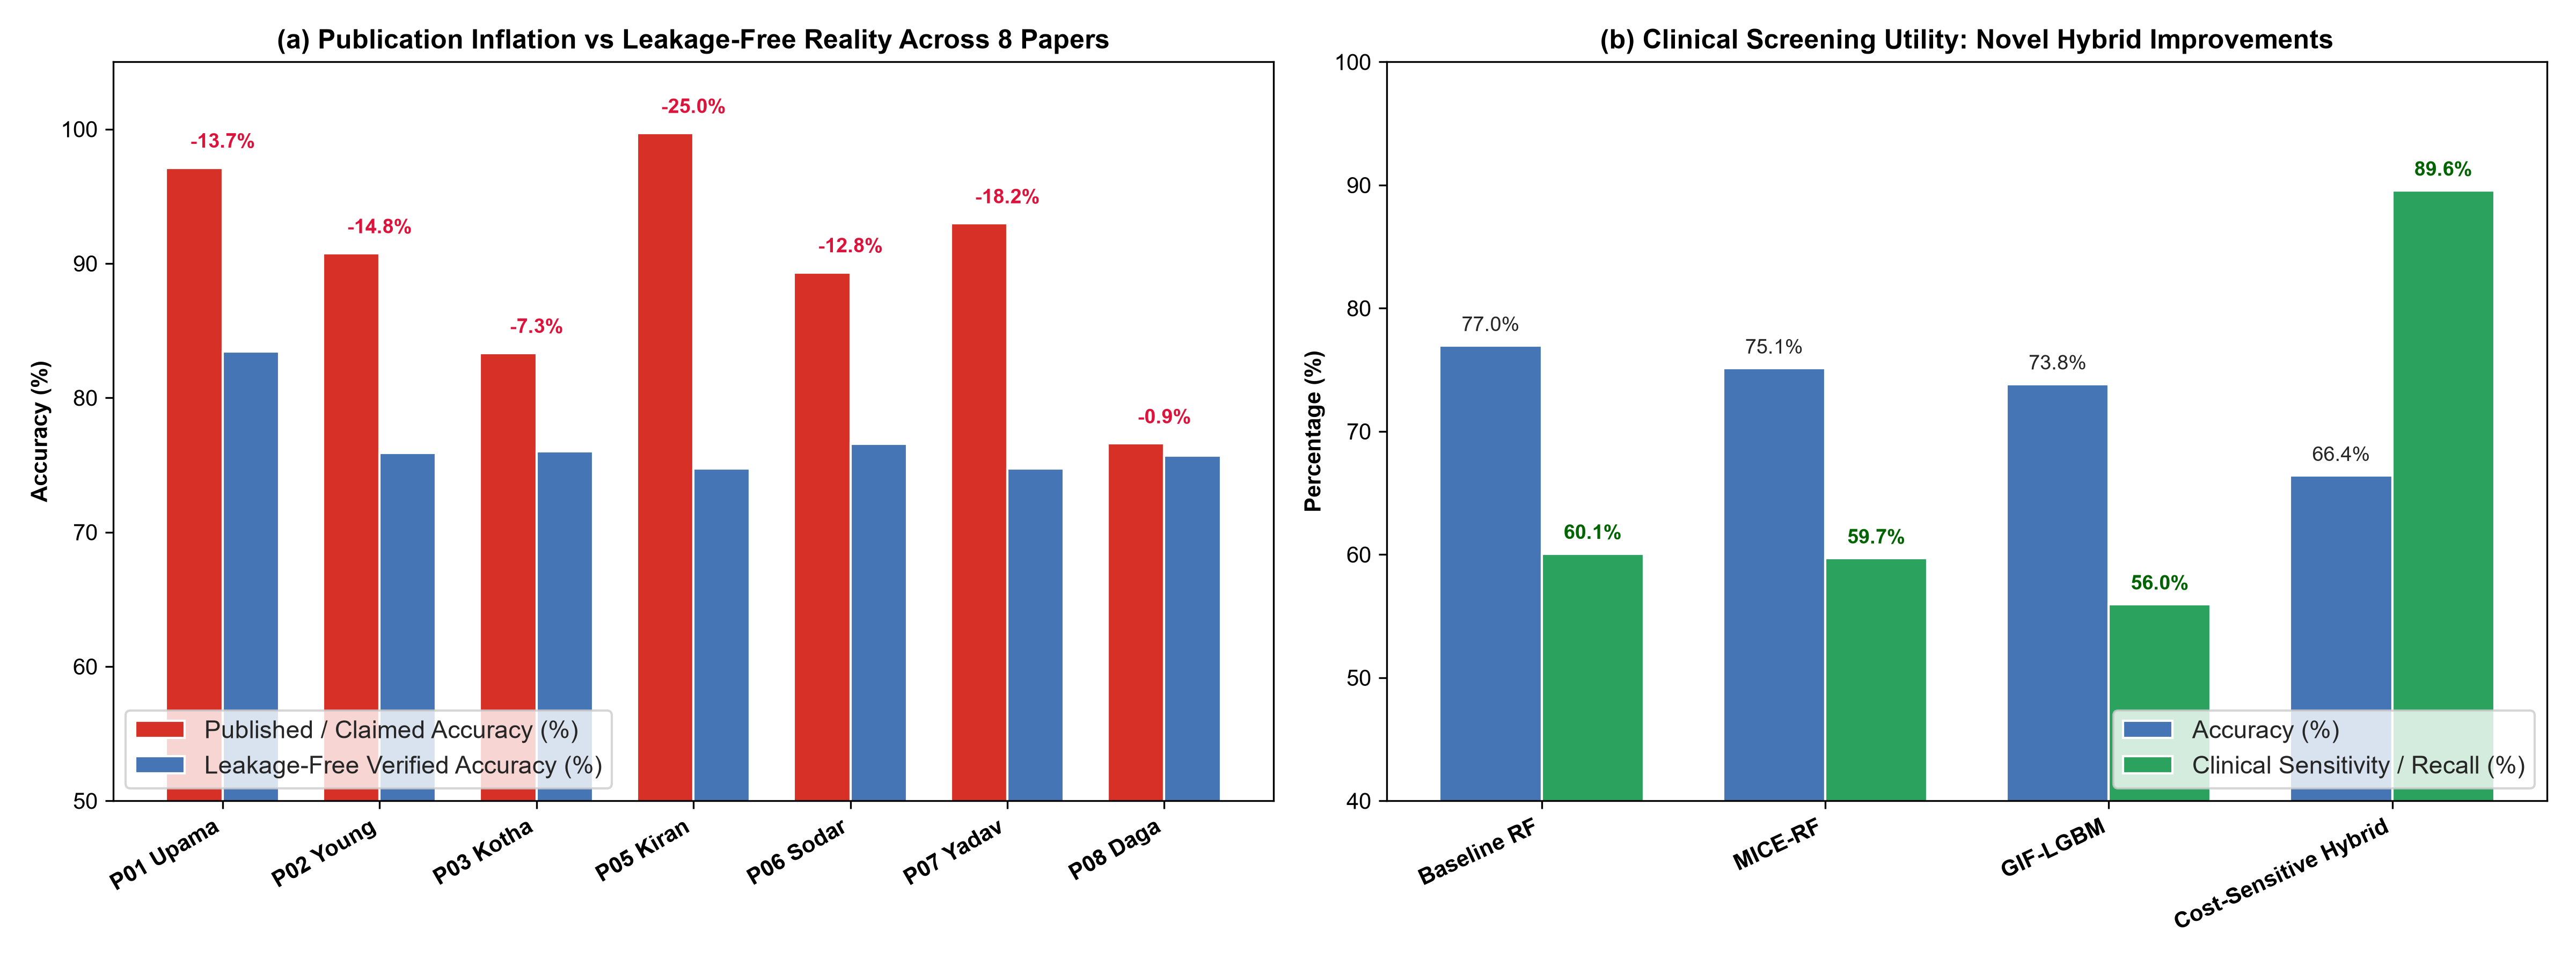 (a) Publication Inflation vs Leakage-Free Reality Across 8 Papers
Accuracy (%)
100
90
80
70
60
50
-13.7%
-14.8%
-7.3%
-25.0%
-12.8%
-18.2%
-0.9%
Published / Claimed Accuracy (%)
Leakage-Free Verified Accuracy (%)
P01 Upama
P02 Young
P03 Kotha
P05 Kiran
P06 Sodar
P07 Yadav
P08 Daga
(b) Clinical Screening Utility: Novel Hybrid Improvements
Percentage (%)
100
90
80
70
60
50
40
77.0%
60.1%
75.1%
59.7%
73.8%
56.0%
66.4%
89.6%
Accuracy (%)
Clinical Sensitivity / Recall (%)
Baseline RF
MICE-RF
GIF-LGBM
Cost-Sensitive Hybrid